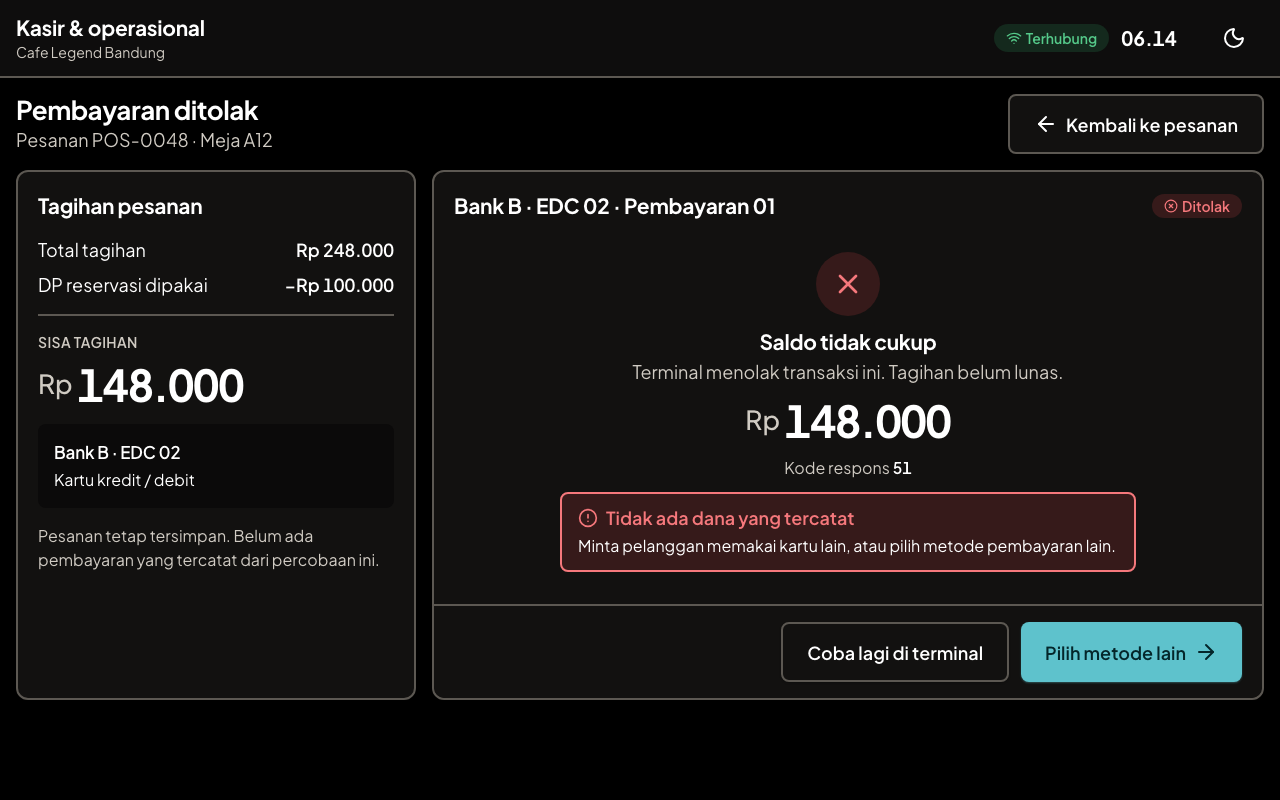 Kasir & operasional
Cafe Legend Bandung
Terhubung
06.14
Pembayaran ditolak
Pesanan POS-0048 · Meja A12
Kembali ke pesanan
Tagihan pesanan
Total tagihan Rp 248.000
DP reservasi dipakai −Rp 100.000
SISA TAGIHAN
Rp 148.000
Bank B · EDC 02
Kartu kredit / debit
Pesanan tetap tersimpan. Belum ada
pembayaran yang tercatat dari percobaan ini.
Bank B · EDC 02 · Pembayaran 01
Ditolak
Saldo tidak cukup
Terminal menolak transaksi ini. Tagihan belum lunas.
Rp 148.000
Kode respons 51
Tidak ada dana yang tercatat
Minta pelanggan memakai kartu lain, atau pilih metode pembayaran lain.
Coba lagi di terminal
Pilih metode lain